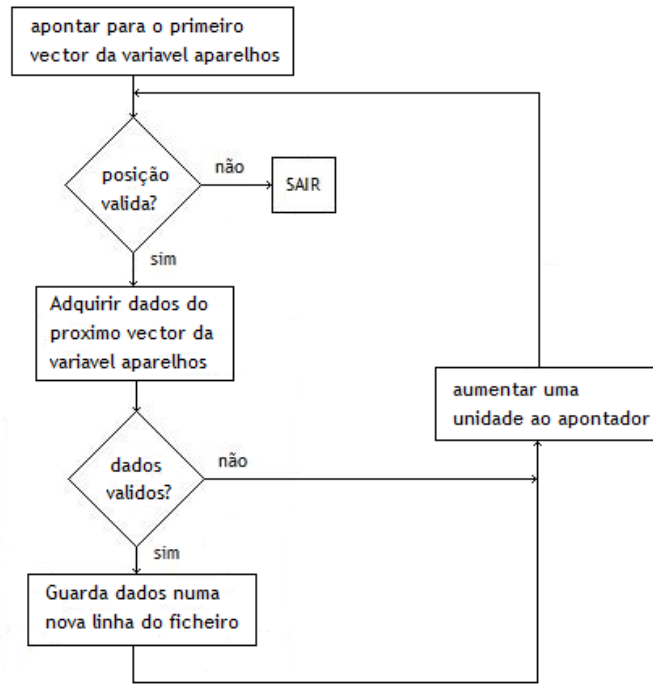 apontar para o primeiro
vector da variavel aparelhos
posição
valida?
não
SAIR
sim
Adquirir dados do
proximo vector da
variavel aparelhos
aumentar uma
unidade ao apontador
dados
validos?
não
sim
Guarda dados numa
nova linha do ficheiro